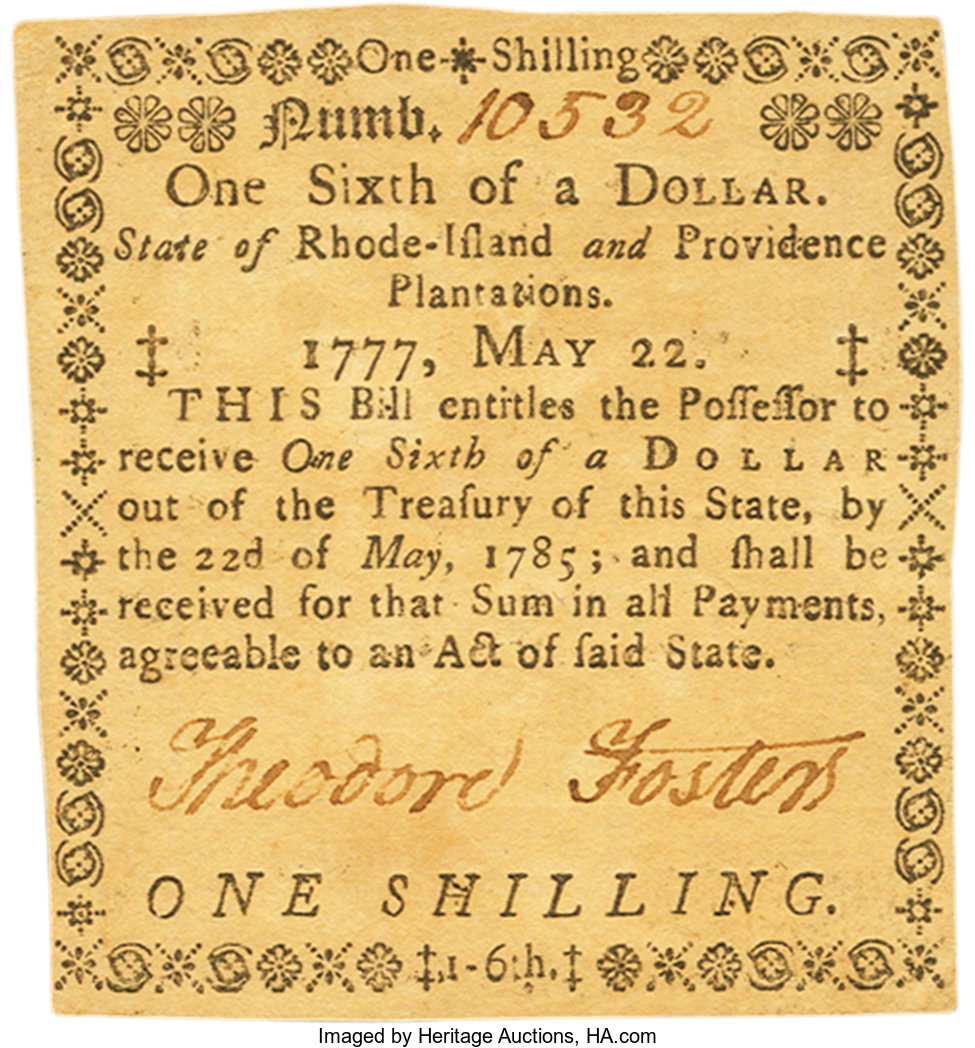 One-*-Shilling
Numb. 10532
One Sixth of a DOLLAR.
State of Rhode-Iſland and Providence
Plantations.
‡ 1777, MAY 22. ‡
THIS Bill entitles the Poſſeſſor to
receive One Sixth of a DOLLAR
out of the Treaſury of this State, by
the 22d of May, 1785; and ſhall be
received for that Sum in all Payments,
agreeable to an Act of ſaid State.
Theodore Foster
ONE SHILLING.
‡,1-6th.‡
Imaged by Heritage Auctions, HA.com